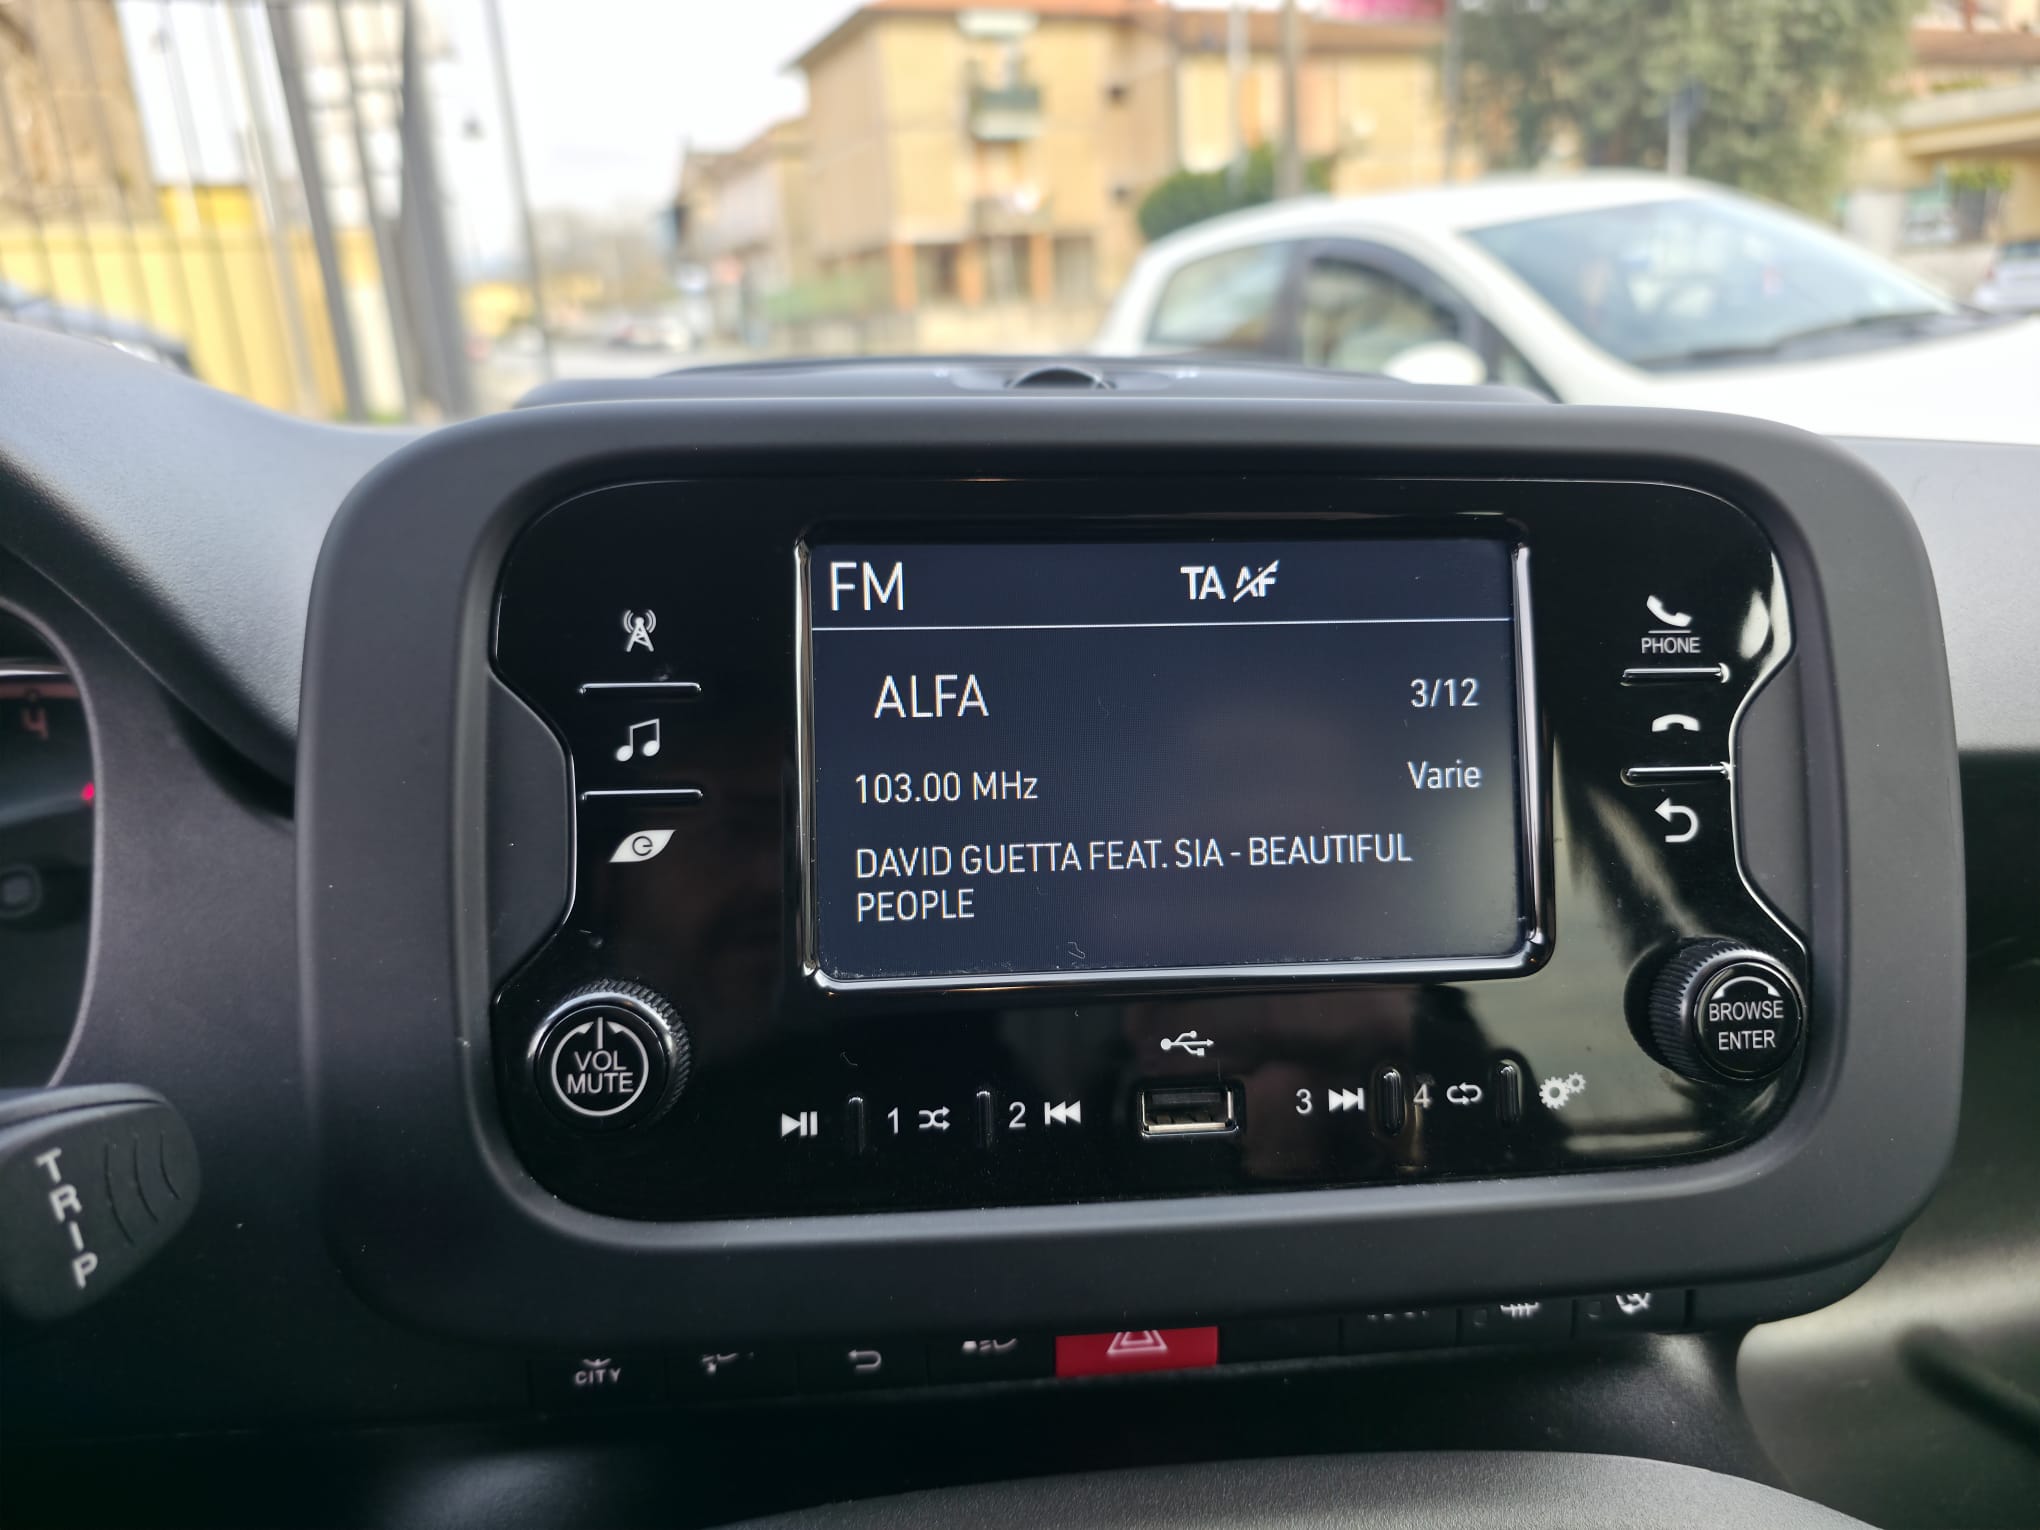 FM TA AF
ALFA 3/12
103.00 MHz Varie
DAVID GUETTA FEAT. SIA - BEAUTIFUL
PEOPLE
PHONE
VOL
MUTE
BROWSE
ENTER
1 2 3 4
TRIP
CITY
4